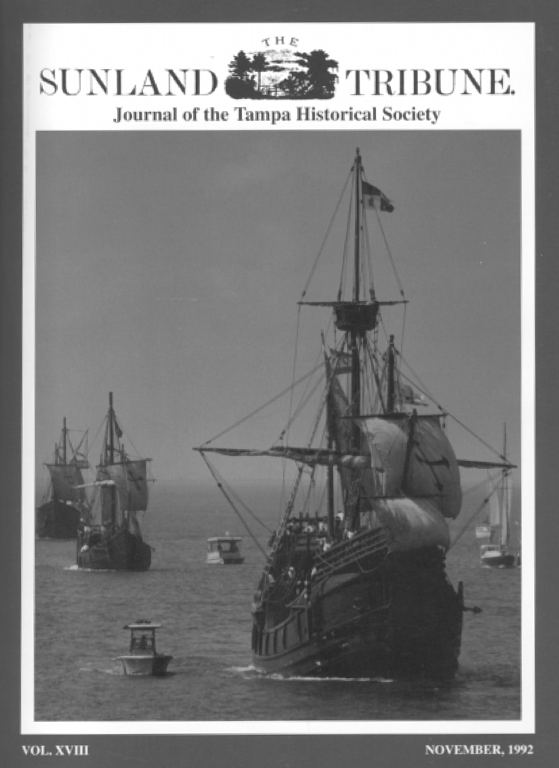 THE
SUNLAND TRIBUNE.
Journal of the Tampa Historical Society
VOL. XVIII
NOVEMBER, 1992